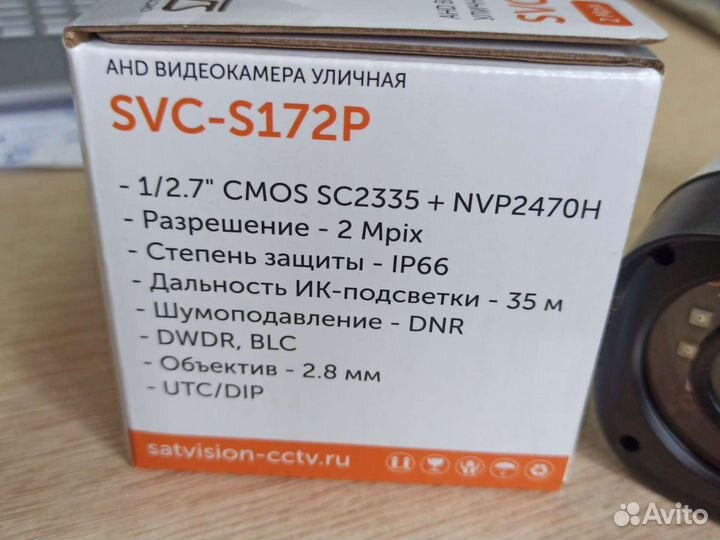 AHD ВИДЕОКАМЕРА УЛИЧНАЯ
SVC-S172P
- 1/2.7" CMOS SC2335 + NVP2470H
- Разрешение - 2 Mpix
- Степень защиты - IP66
- Дальность ИК-подсветки - 35 м
- Шумоподавление - DNR
- DWDR, BLC
- Объектив - 2.8 мм
- UTC/DIP
satvision-cctv.ru
Avito